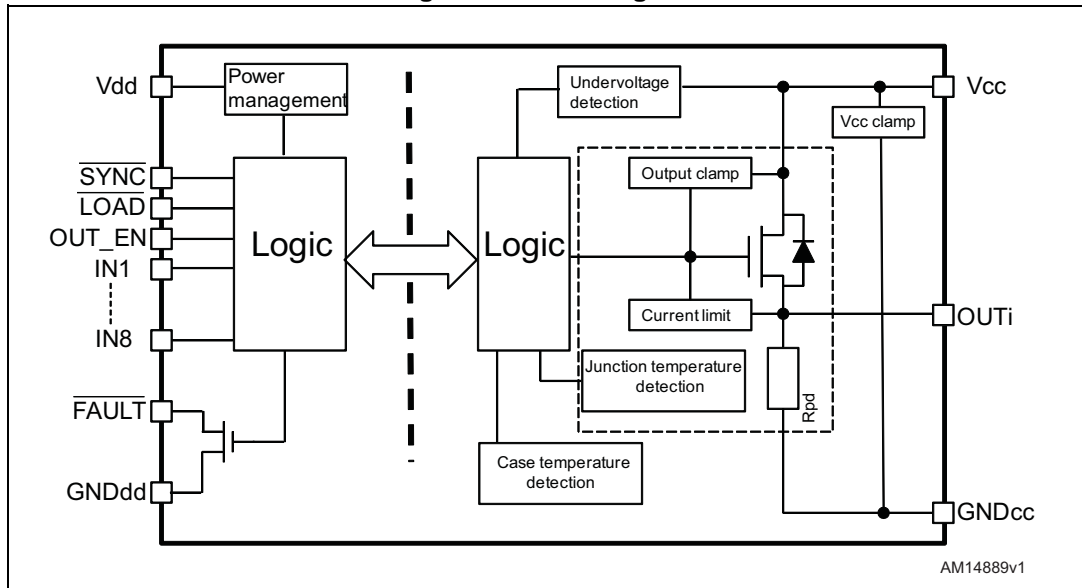 Vdd
Power
management
SYNC
LOAD
OUT_EN
IN1
IN8
FAULT
GNDdd
Logic
Logic
Undervoltage
detection
Vcc
Vcc clamp
Output clamp
Current limit
OUTi
Junction temperature
detection
Rpd
Case temperature
detection
GNDcc
AM14889v1